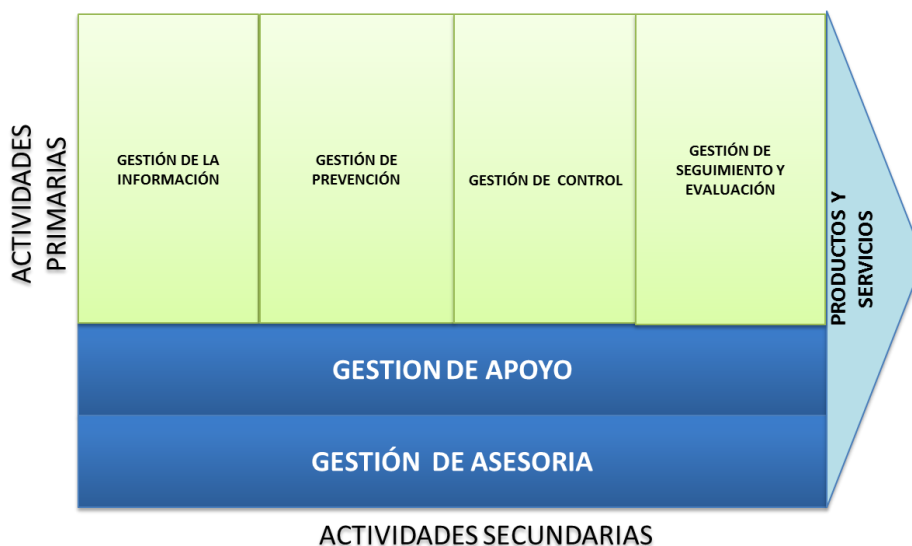 ACTIVIDADES
PRIMARIAS
GESTIÓN DE LA
INFORMACIÓN
GESTIÓN DE
PREVENCIÓN
GESTIÓN DE CONTROL
GESTIÓN DE
SEGUIMIENTO Y
EVALUACIÓN
PRODUCTOS Y
SERVICIOS
GESTION DE APOYO
GESTIÓN DE ASESORIA
ACTIVIDADES SECUNDARIAS